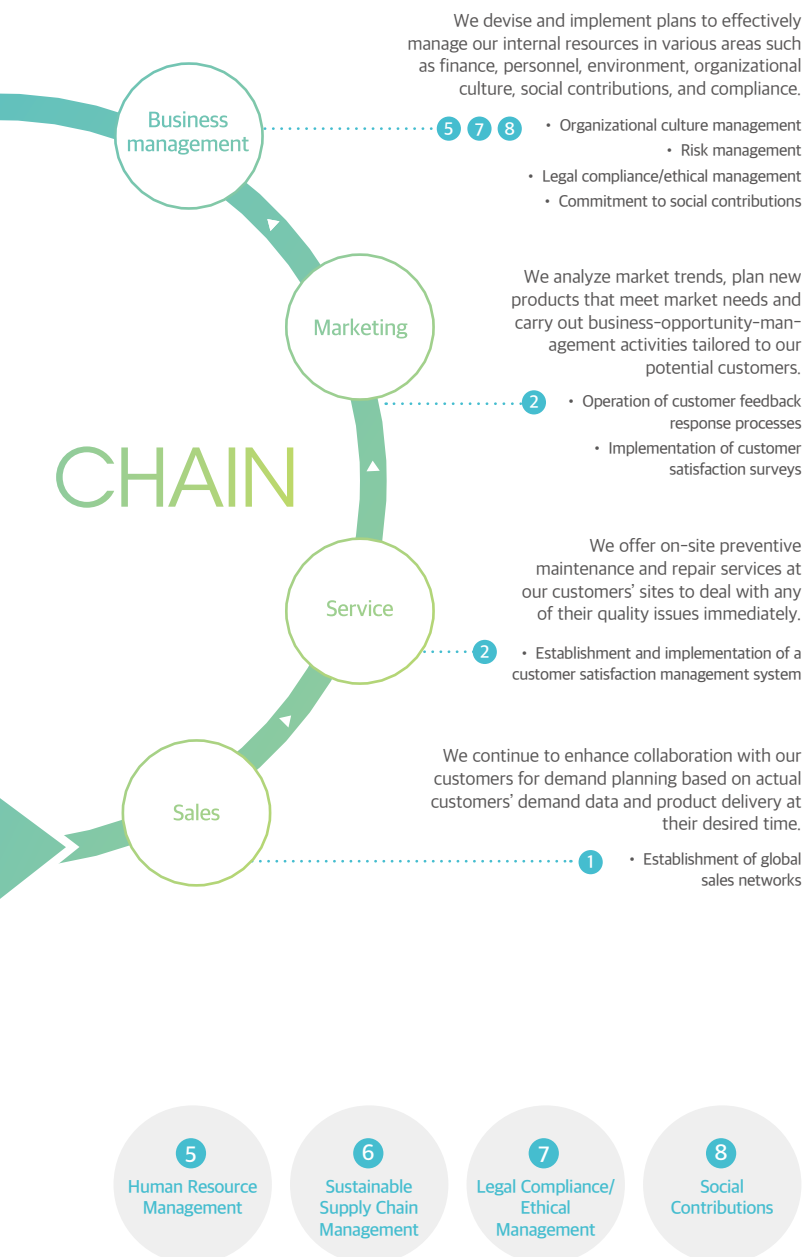 We devise and implement plans to effectively
manage our internal resources in various areas such
as finance, personnel, environment, organizational
culture, social contributions, and compliance.
Business
management
5 7 8
• Organizational culture management
• Risk management
• Legal compliance/ethical management
• Commitment to social contributions
We analyze market trends, plan new
products that meet market needs and
carry out business-opportunity-man-
agement activities tailored to our
potential customers.
Marketing
2
• Operation of customer feedback
response processes
• Implementation of customer
satisfaction surveys
CHAIN
We offer on-site preventive
maintenance and repair services at
our customers' sites to deal with any
of their quality issues immediately.
Service
2
• Establishment and implementation of a
customer satisfaction management system
We continue to enhance collaboration with our
customers for demand planning based on actual
customers' demand data and product delivery at
their desired time.
Sales
1
• Establishment of global
sales networks
5
Human Resource
Management
6
Sustainable
Supply Chain
Management
7
Legal Compliance/
Ethical
Management
8
Social
Contributions